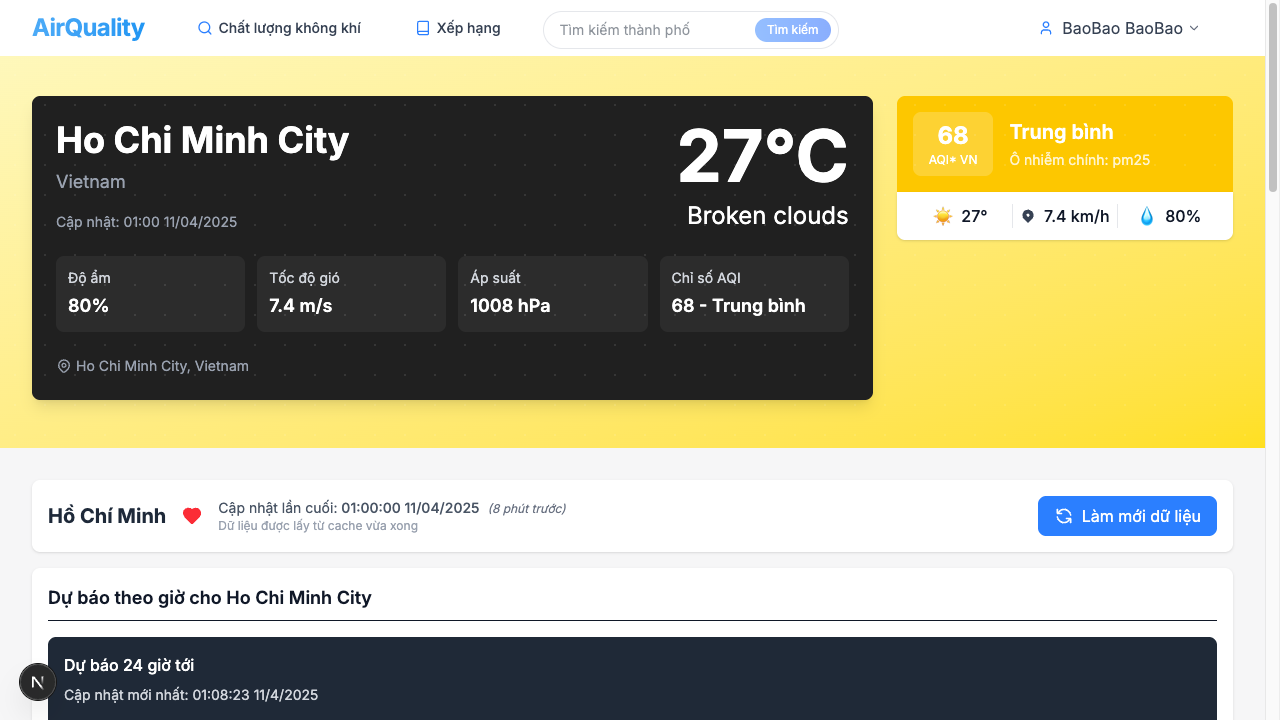 AirQuality
Chất lượng không khí
Xếp hạng
Tìm kiếm thành phố
Tìm kiếm
BaoBao BaoBao
Ho Chi Minh City
Vietnam
Cập nhật: 01:00 11/04/2025
27°C
Broken clouds
Độ ẩm
80%
Tốc độ gió
7.4 m/s
Áp suất
1008 hPa
Chỉ số AQI
68 - Trung bình
Ho Chi Minh City, Vietnam
68
AQI* VN
Trung bình
Ô nhiễm chính: pm25
27°
7.4 km/h
80%
Hồ Chí Minh
Cập nhật lần cuối: 01:00:00 11/04/2025 (8 phút trước)
Dữ liệu được lấy từ cache vừa xong
Làm mới dữ liệu
Dự báo theo giờ cho Ho Chi Minh City
Dự báo 24 giờ tới
Cập nhật mới nhất: 01:08:23 11/4/2025
N